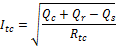 I_tc = √((Q_c + Q_r − Q_s) / R_tc)